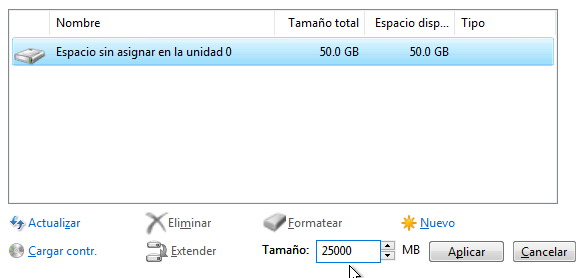 Nombre Tamaño total Espacio disp... Tipo
Espacio sin asignar en la unidad 0 50.0 GB 50.0 GB
Actualizar Eliminar Formatear Nuevo
Cargar contr. Extender Tamaño: 25000 MB Aplicar Cancelar